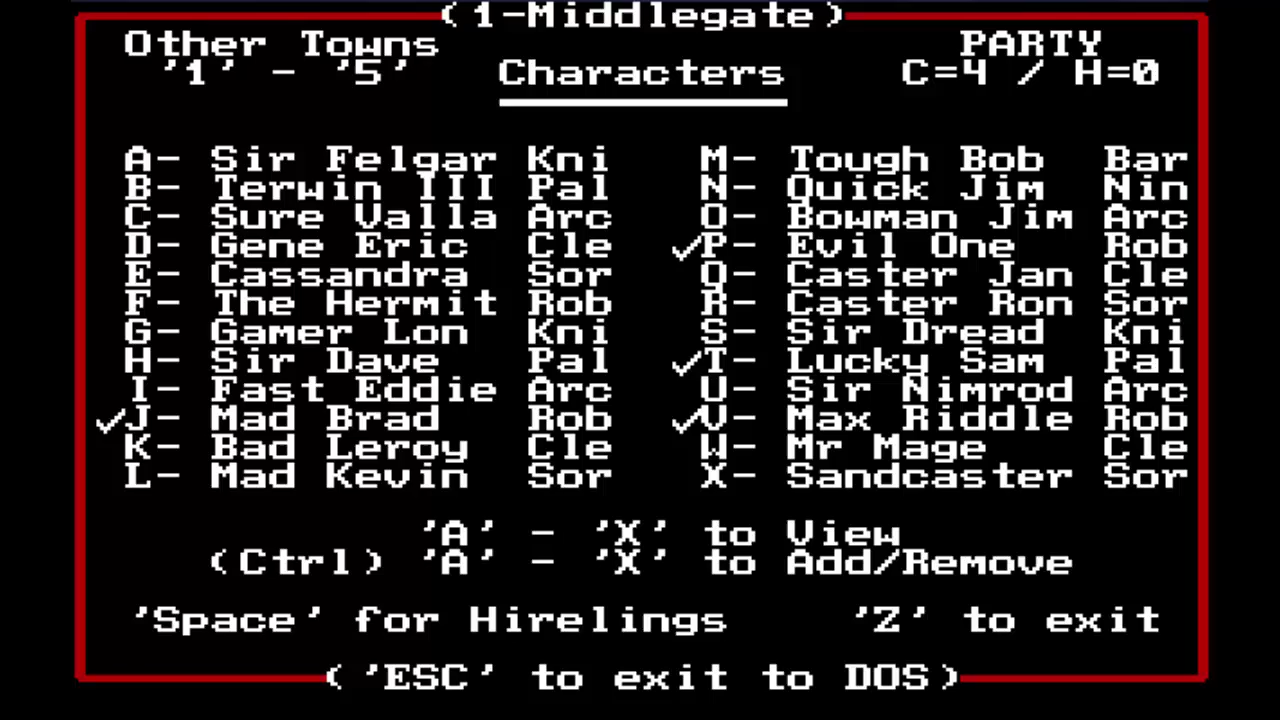 (1-Middlegate)
Other Towns PARTY
'1' - '5' Characters C=4 / H=0
A- Sir Felgar Kni M- Tough Bob Bar
B- Terwin III Pal N- Quick Jim Nin
C- Sure Valla Arc O- Bowman Jim Arc
D- Gene Eric Cle ✓P- Evil One Rob
E- Cassandra Sor Q- Caster Jan Cle
F- The Hermit Rob R- Caster Ron Sor
G- Gamer Lon Kni S- Sir Dread Kni
H- Sir Dave Pal ✓T- Lucky Sam Pal
I- Fast Eddie Arc U- Sir Nimrod Arc
✓J- Mad Brad Rob ✓V- Max Riddle Rob
K- Bad Leroy Cle W- Mr Mage Cle
L- Mad Kevin Sor X- Sandcaster Sor
'A' - 'X' to View
(Ctrl) 'A' - 'X' to Add/Remove
'Space' for Hirelings 'Z' to exit
('ESC' to exit to DOS)